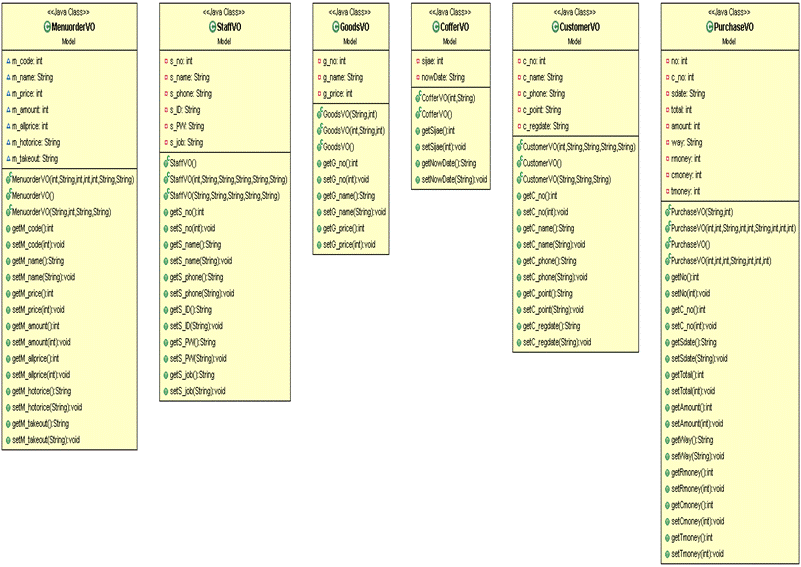 <<Java Class>>
MenuorderVO
Model
m_code: int
m_name: String
m_price: int
m_amount: int
m_allprice: int
m_hotorice: String
m_takeout: String
MenuorderVO(int,String,int,int,int,String,String)
MenuorderVO()
MenuorderVO(String,int,String,String)
getM_code():int
setM_code(int):void
getM_name():String
setM_name(String):void
getM_price():int
setM_price(int):void
getM_amount():int
setM_amount(int):void
getM_allprice():int
setM_allprice(int):void
getM_hotorice():String
setM_hotorice(String):void
getM_takeout():String
setM_takeout(String):void
<<Java Class>>
StaffVO
Model
s_no: int
s_name: String
s_phone: String
s_ID: String
s_PW: String
s_job: String
StaffVO()
StaffVO(int,String,String,String,String,String)
StaffVO(String,String,String,String,String)
getS_no():int
setS_no(int):void
getS_name():String
setS_name(String):void
getS_phone():String
setS_phone(String):void
getS_ID():String
setS_ID(String):void
getS_PW():String
setS_PW(String):void
getS_job():String
setS_job(String):void
<<Java Class>>
GoodsVO
Model
g_no: int
g_name: String
g_price: int
GoodsVO(String,int)
GoodsVO(int,String,int)
GoodsVO()
getG_no():int
setG_no(int):void
getG_name():String
setG_name(String):void
getG_price():int
setG_price(int):void
<<Java Class>>
CofferVO
Model
sijae: int
nowDate: String
CofferVO(int,String)
CofferVO()
getSijae():int
setSijae(int):void
getNowDate():String
setNowDate(String):void
<<Java Class>>
CustomerVO
Model
c_no: int
c_name: String
c_phone: String
c_point: String
c_regdate: String
CustomerVO(int,String,String,String,String)
CustomerVO()
CustomerVO(String,String,String)
getC_no():int
setC_no(int):void
getC_name():String
setC_name(String):void
getC_phone():String
setC_phone(String):void
getC_point():String
setC_point(String):void
getC_regdate():String
setC_regdate(String):void
<<Java Class>>
PurchaseVO
Model
no: int
c_no: int
sdate: String
total: int
amount: int
way: String
rmoney: int
cmoney: int
tmoney: int
PurchaseVO(String,int)
PurchaseVO(int,int,String,int,int,String,int,int,int)
PurchaseVO()
PurchaseVO(int,int,int,String,int,int,int)
getNo():int
setNo(int):void
getC_no():int
setC_no(int):void
getSdate():String
setSdate(String):void
getTotal():int
setTotal(int):void
getAmount():int
setAmount(int):void
getWay():String
setWay(String):void
getRmoney():int
setRmoney(int):void
getCmoney():int
setCmoney(int):void
getTmoney():int
setTmoney(int):void